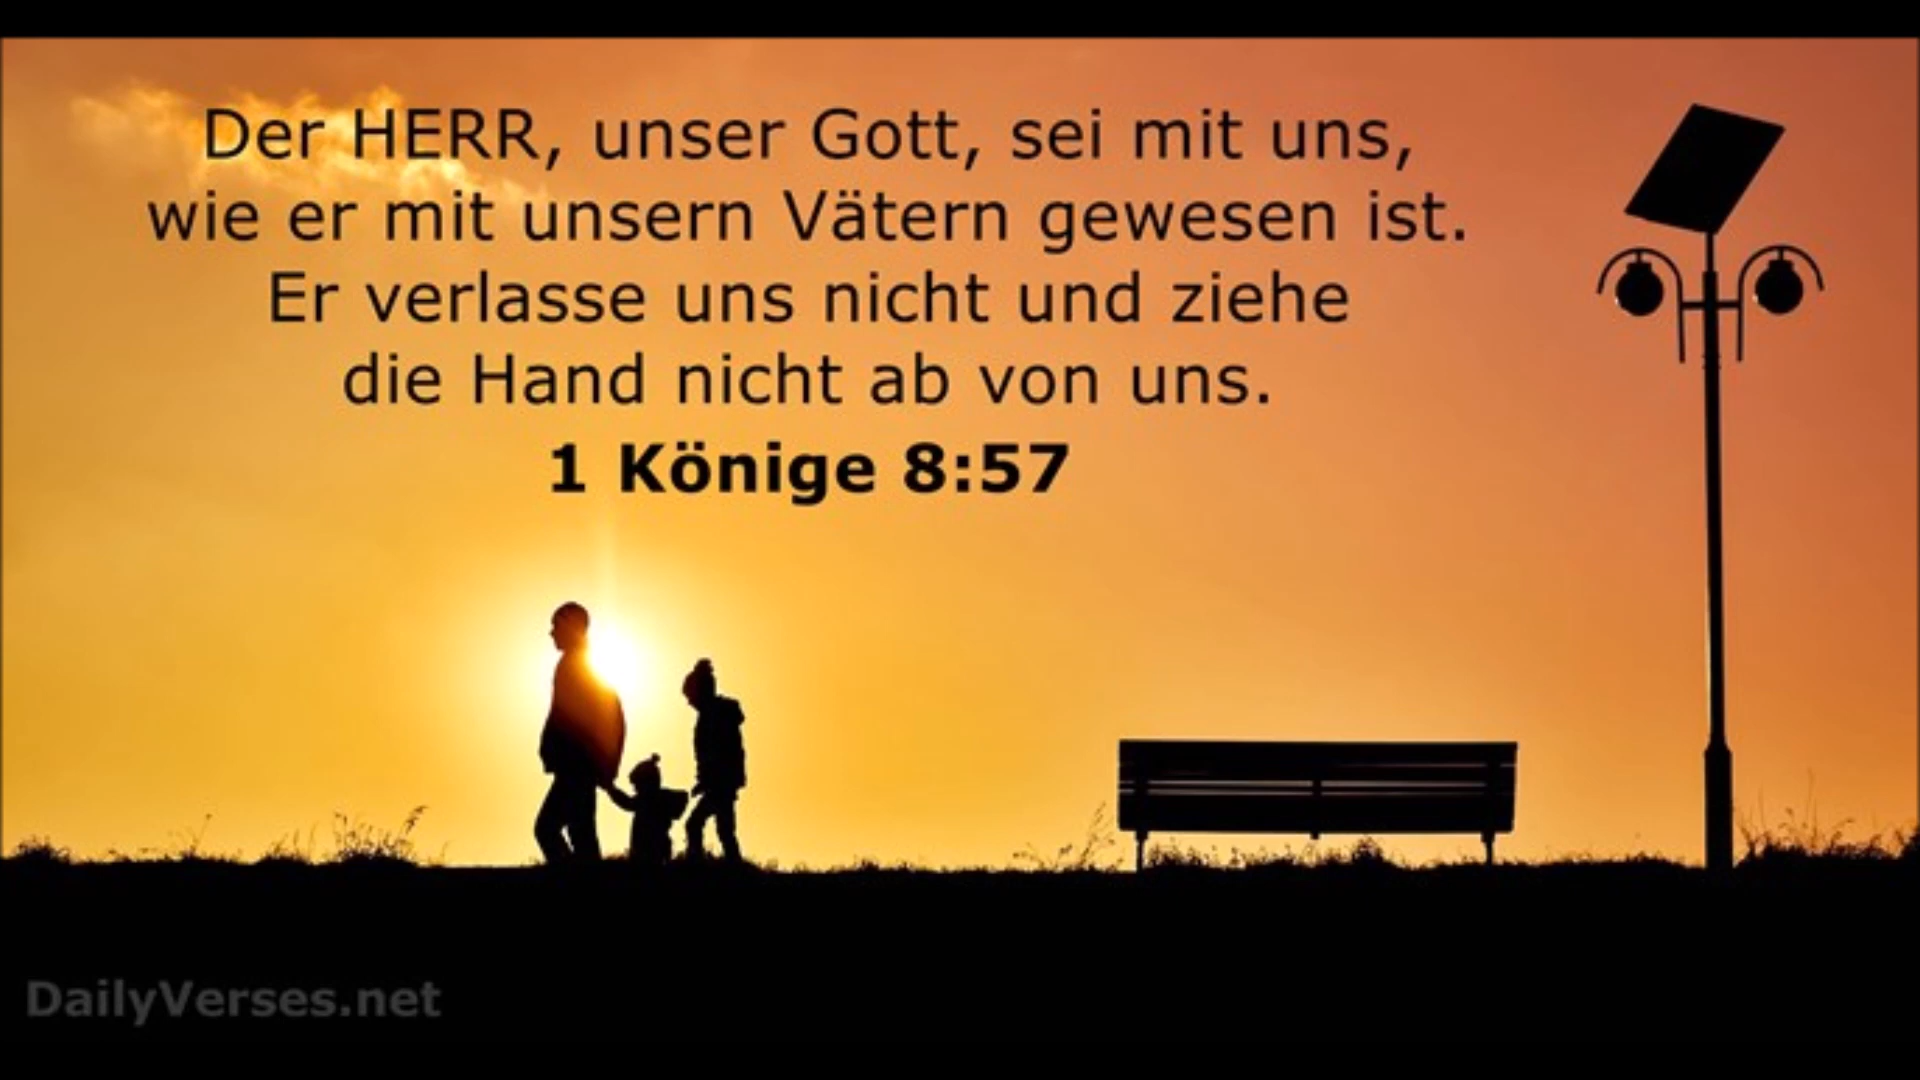 Der HERR, unser Gott, sei mit uns,
wie er mit unsern Vätern gewesen ist.
Er verlasse uns nicht und ziehe
die Hand nicht ab von uns.
1 Könige 8:57
DailyVerses.net